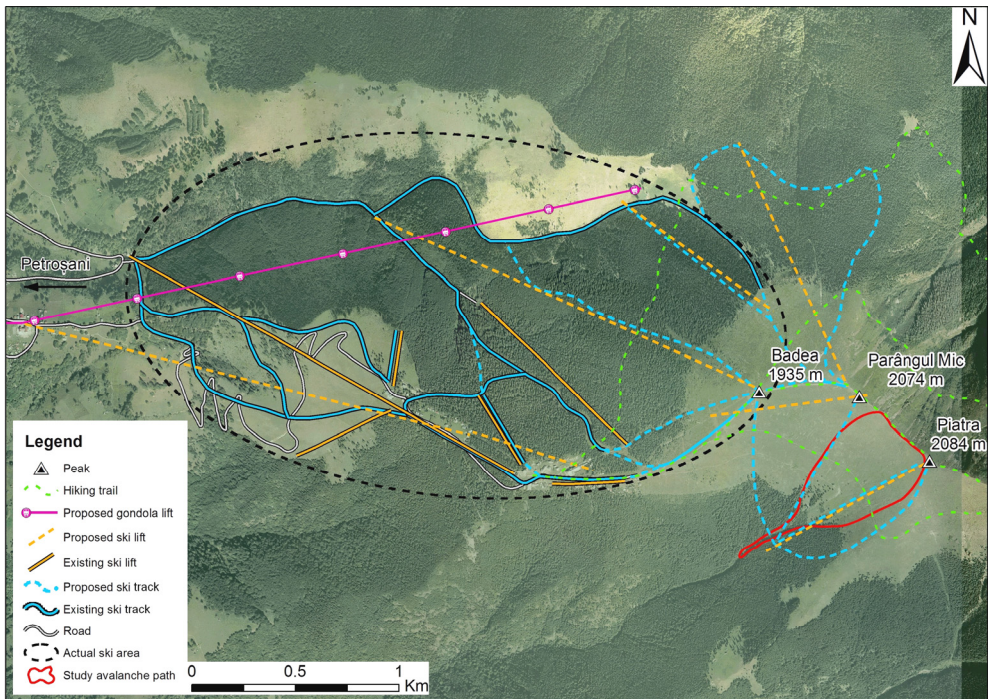 N
Petroșani
Badea
1935 m
Parângul Mic
2074 m
Piatra
2084 m
Legend
Peak
Hiking trail
Proposed gondola lift
Proposed ski lift
Existing ski lift
Proposed ski track
Existing ski track
Road
Actual ski area
Study avalanche path
0 0.5 1
Km